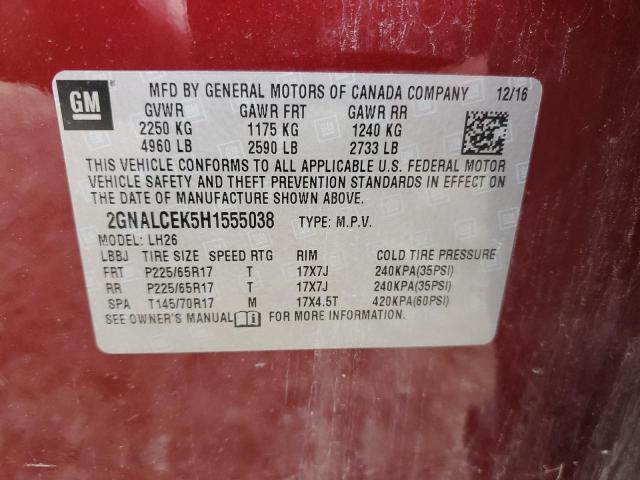 GM
MFD BY GENERAL MOTORS OF CANADA COMPANY 12/16
GVWR GAWR FRT GAWR RR
2250 KG 1175 KG 1240 KG
4960 LB 2590 LB 2733 LB
THIS VEHICLE CONFORMS TO ALL APPLICABLE U.S. FEDERAL MOTOR
VEHICLE SAFETY AND THEFT PREVENTION STANDARDS IN EFFECT ON
THE DATE OF MANUFACTURE SHOWN ABOVE.
2GNALCEK5H1555038 TYPE: M.P.V.
MODEL: LH26
LBBJ TIRE SIZE SPEED RTG RIM COLD TIRE PRESSURE
FRT P225/65R17 T 17X7J 240KPA(35PSI)
RR P225/65R17 T 17X7J 240KPA(35PSI)
SPA T145/70R17 M 17X4.5T 420KPA(60PSI)
SEE OWNER'S MANUAL FOR MORE INFORMATION.